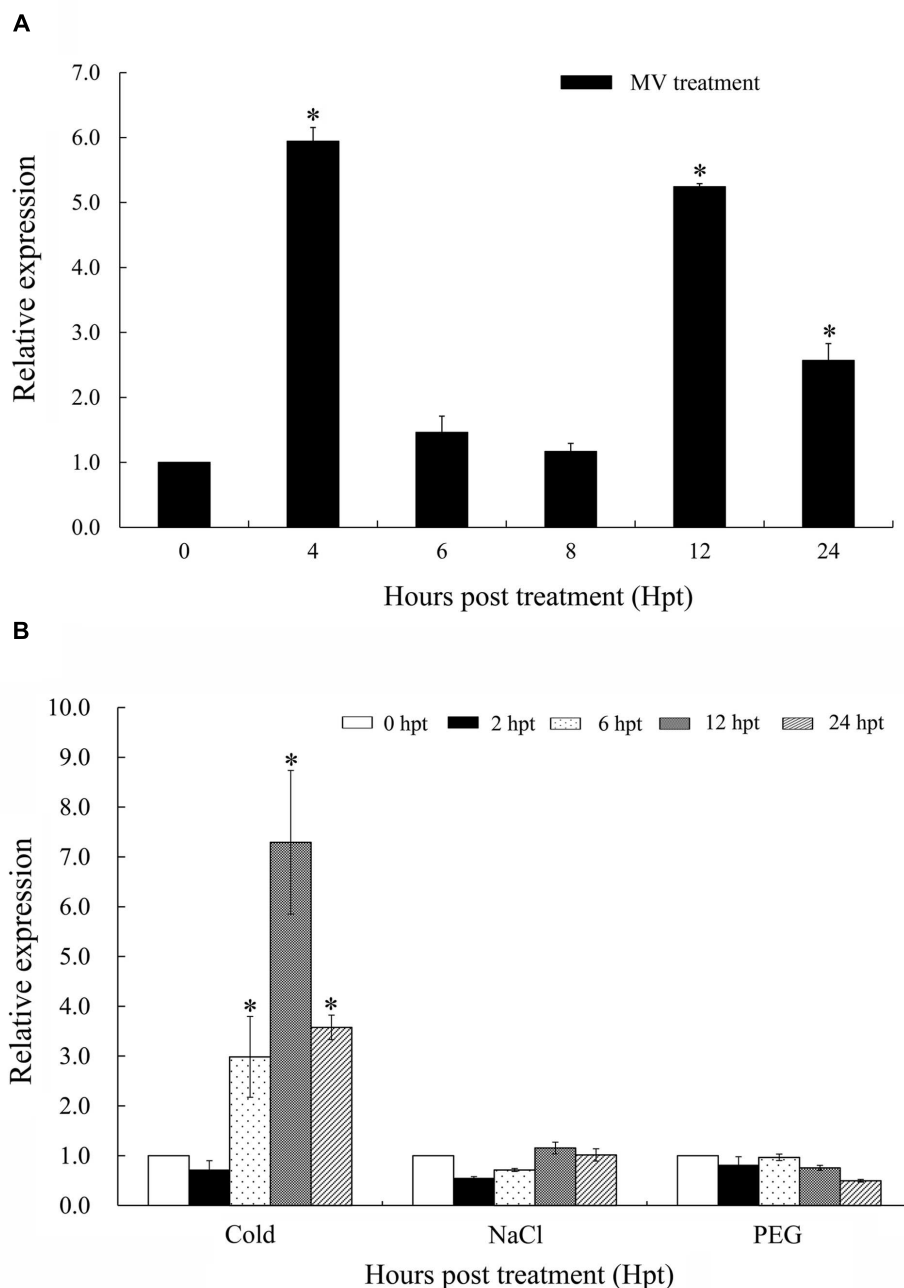 A
7.0
MV treatment
*
6.0
*
5.0
4.0
3.0
*
2.0
1.0
0.0
0 4 6 8 12 24
Relative expression
Hours post treatment (Hpt)
B
10.0
0 hpt 2 hpt 6 hpt 12 hpt 24 hpt
9.0
*
8.0
7.0
6.0
5.0
4.0
* *
3.0
2.0
1.0
0.0
Relative expression
Cold NaCl PEG
Hours post treatment (Hpt)